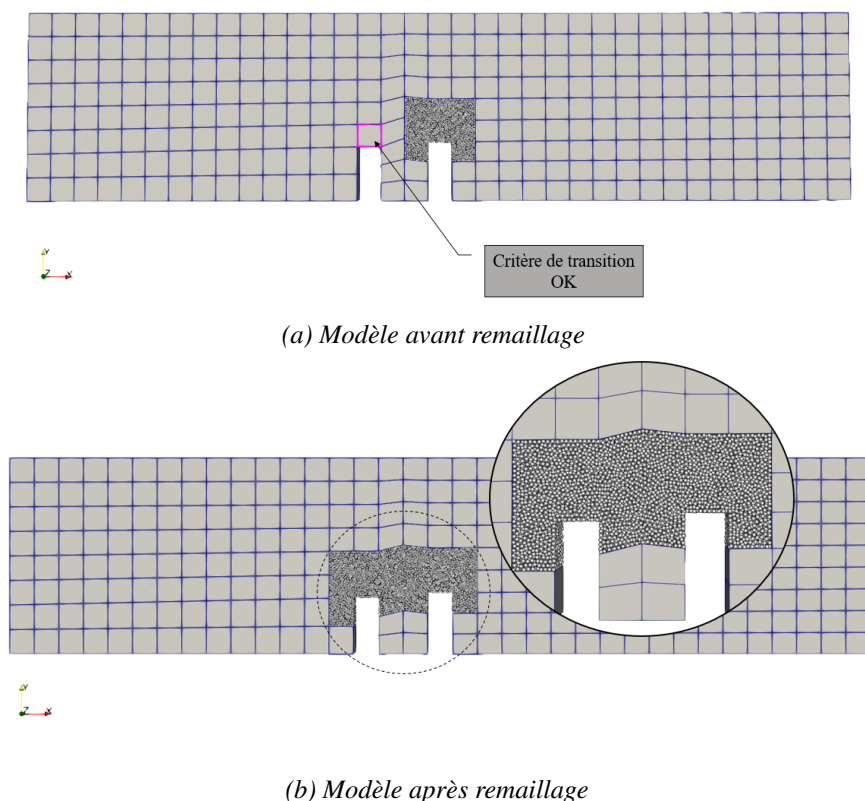 Critère de transition
OK
Y
Z X
(a) Modèle avant remaillage
Y
Z X
(b) Modèle après remaillage